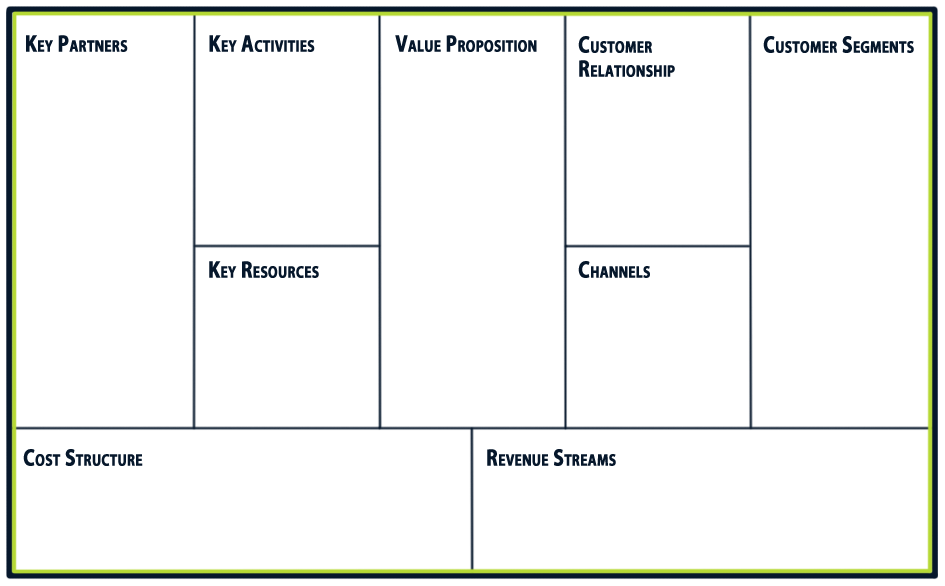 Key Partners
Key Activities
Value Proposition
Customer
Relationship
Customer Segments
Key Resources
Channels
Cost Structure
Revenue Streams